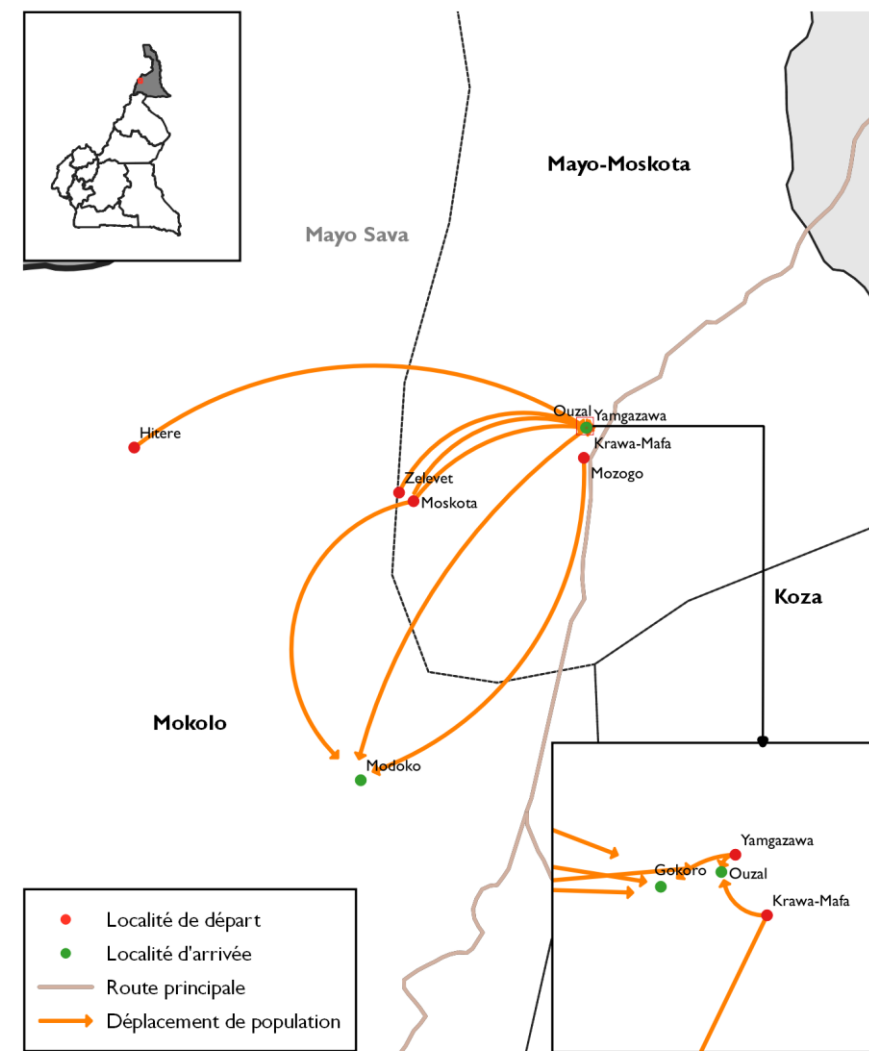 Mayo-Moskota
Mayo Sava
Ouzal
Yamgazawa
Hitere
Krawa-Mafa
Mozogo
Zelevet
Moskota
Koza
Mokolo
Modoko
Yamgazawa
Gokoro
Ouzal
Krawa-Mafa
Localité de départ
Localité d'arrivée
Route principale
Déplacement de population